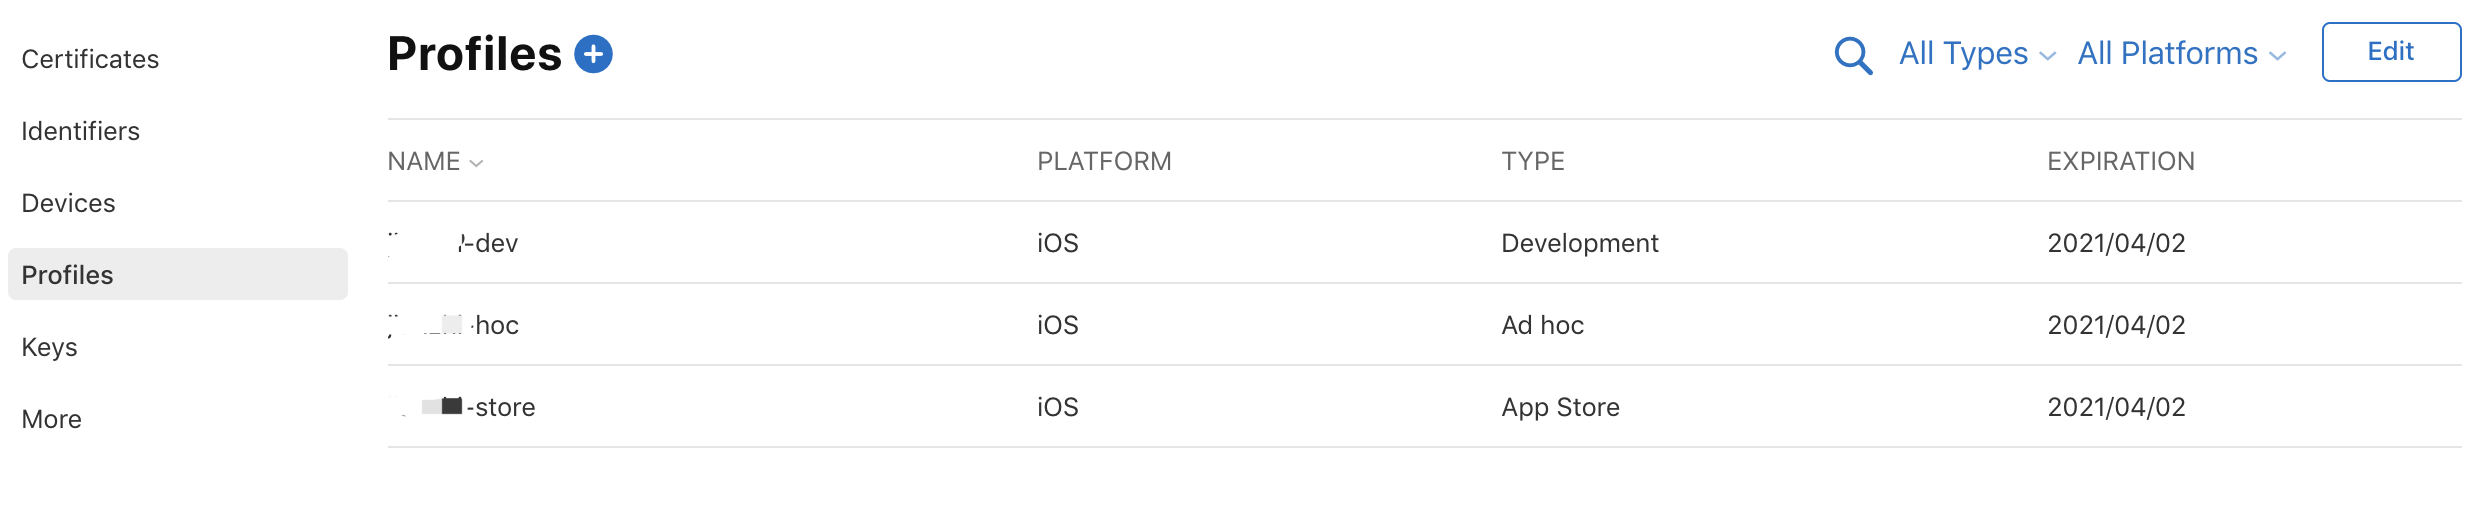 Certificates
Identifiers
Devices
Profiles
Keys
More
Profiles
All Types
All Platforms
Edit
NAME PLATFORM TYPE EXPIRATION
-dev iOS Development 2021/04/02
-hoc iOS Ad hoc 2021/04/02
-store iOS App Store 2021/04/02